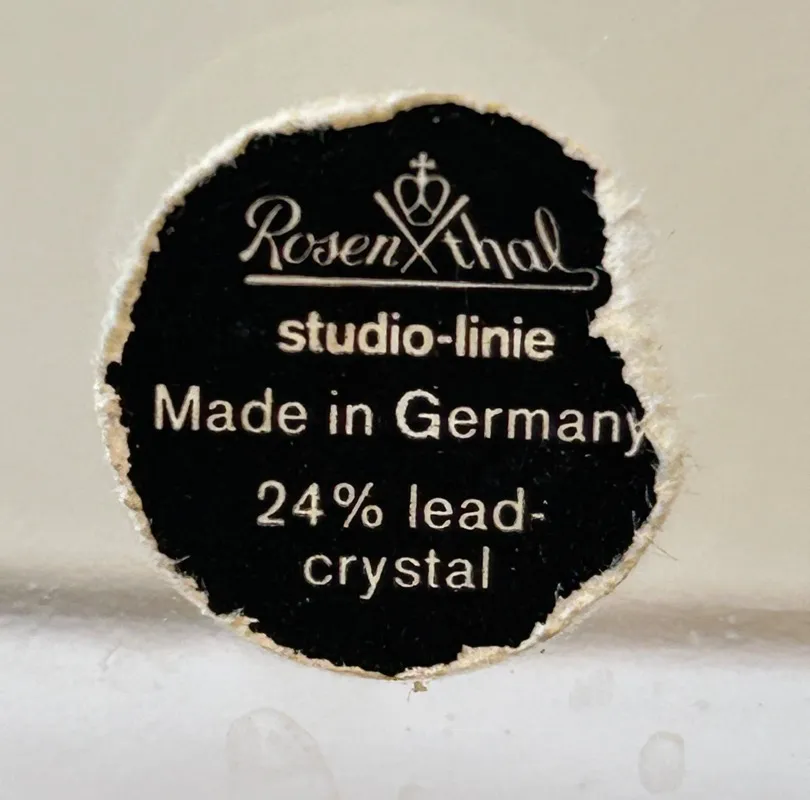 Rosenthal
studio-linie
Made in Germany
24% lead-
crystal